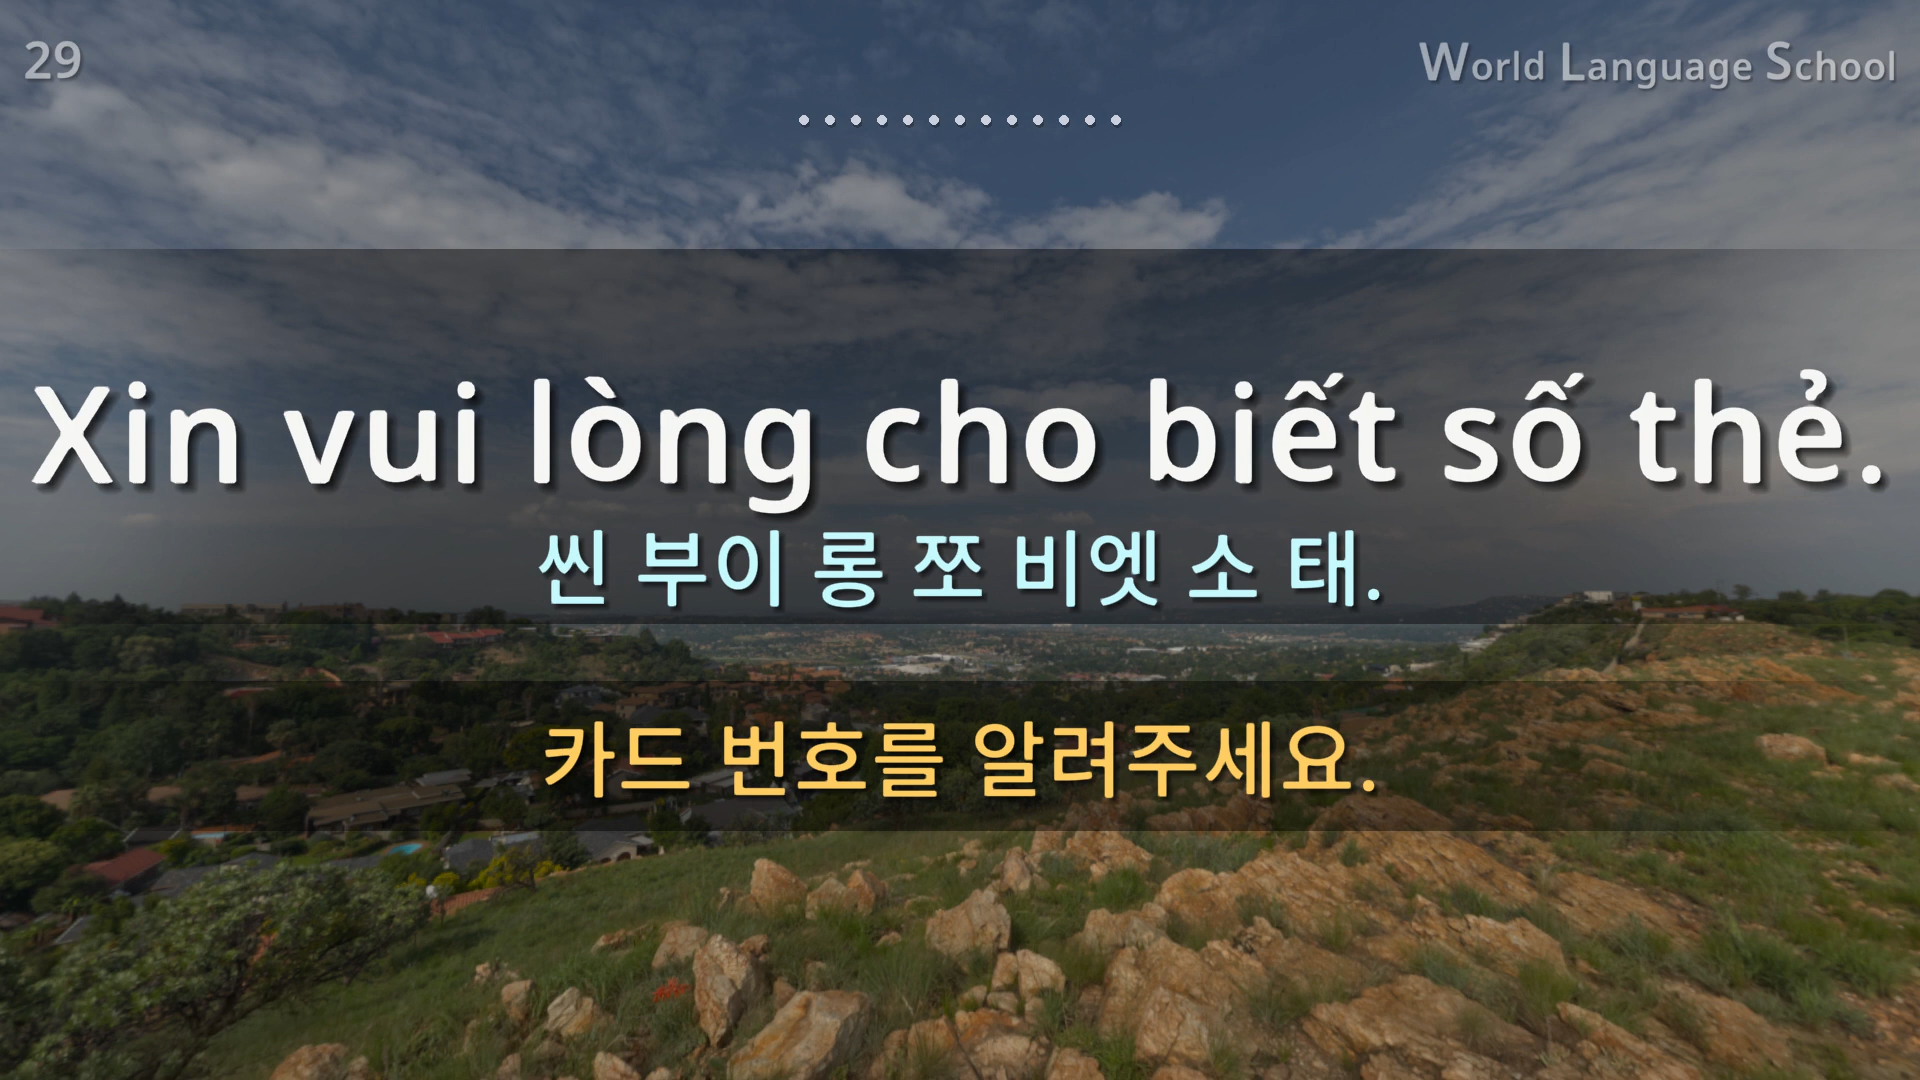 29
World Language School
Xin vui lòng cho biết số thẻ.
씬 부이 롱 쪼 비엣 소 태.
카드 번호를 알려주세요.